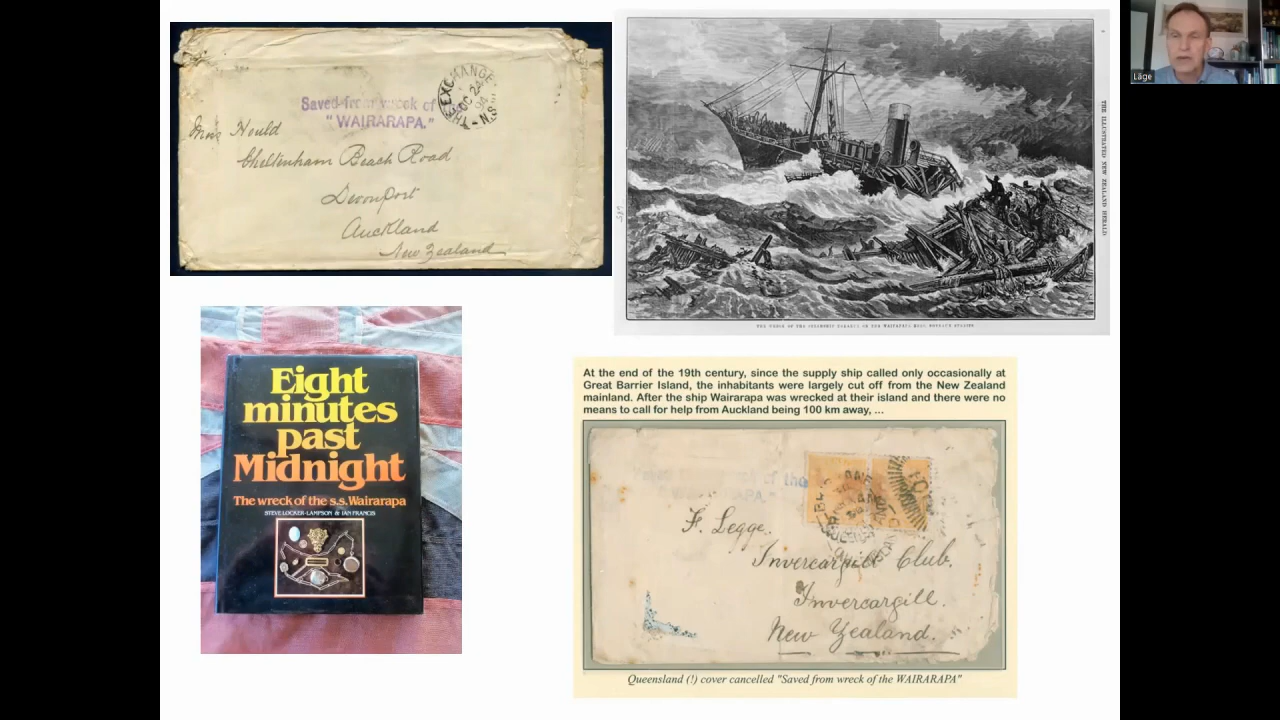 Saved from wreck of
"WAIRARAPA."
THE EXCHANGE
Cheltenham Beach Road
Devonport
Auckland
New Zealand
THE ILLUSTRATED NEW ZEALAND HERALD.
Läge
Eight
minutes
past
Midnight
The wreck of the s.s. Wairarapa
STEVE LOCKER-LAMPSON & IAN FRANCIS
At the end of the 19th century, since the supply ship called only occasionally at
Great Barrier Island, the inhabitants were largely cut off from the New Zealand
mainland. After the ship Wairarapa was wrecked at their island and there were no
means to call for help from Auckland being 100 km away, ...
wreck of the
F. Legge.
Invercargill Club.
Invercargill.
New Zealand.
Queensland (!) cover cancelled "Saved from wreck of the WAIRARAPA"